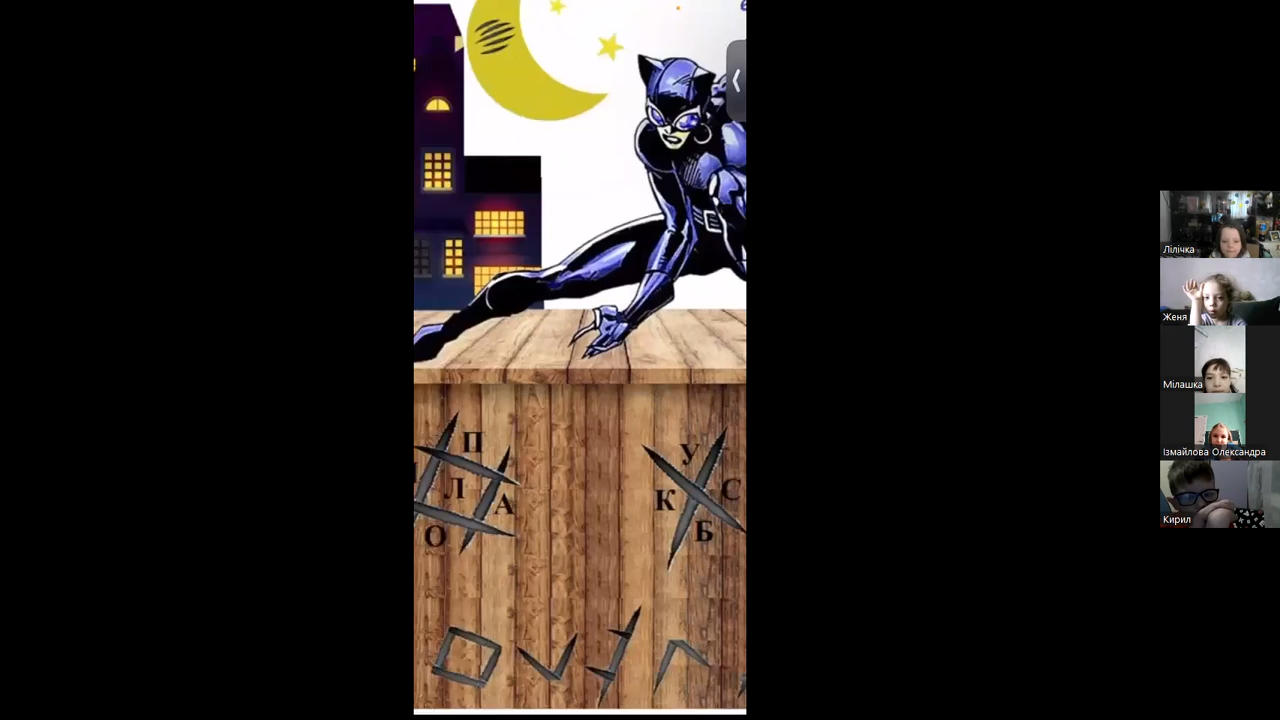 П
Л
А
О
У
К
С
Б
Лілічка
Женя
Мілашка
Ізмайлова Олександра
Кирил